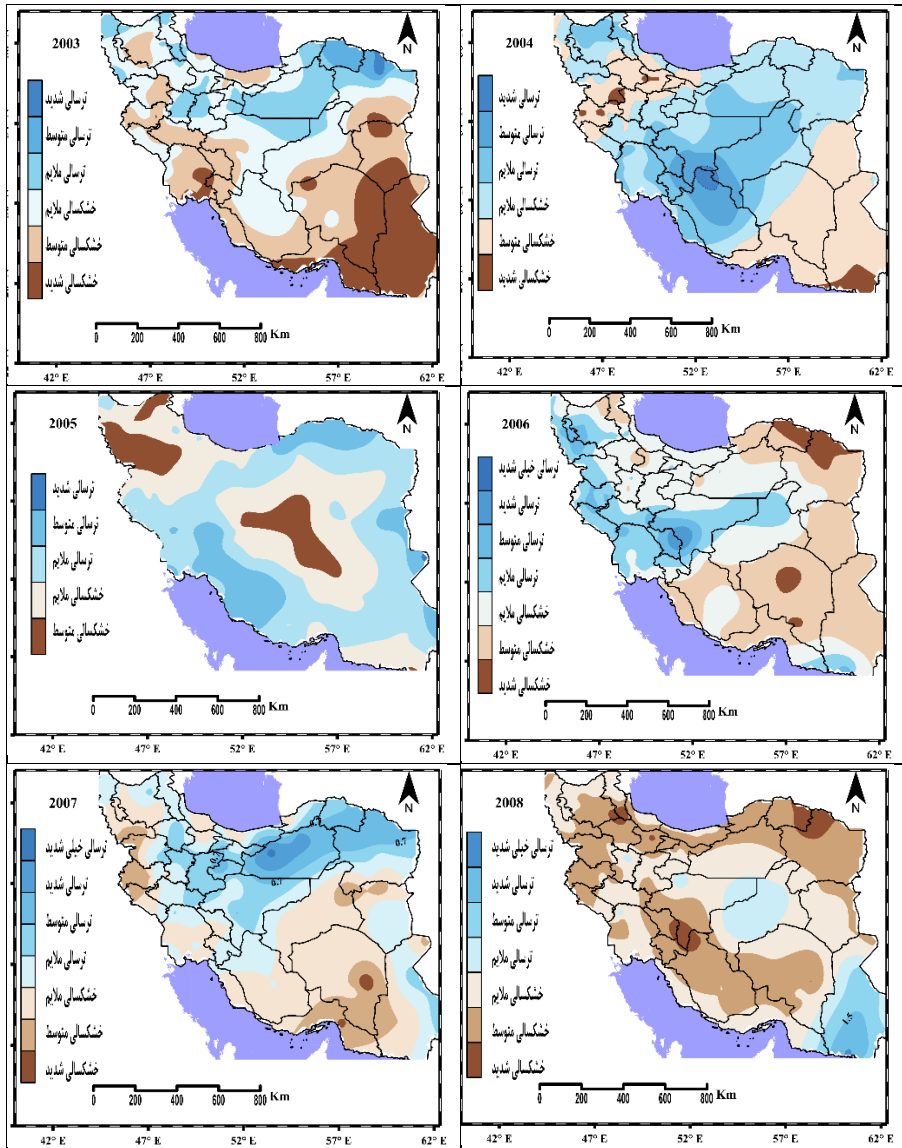 2003
N
ترسالی شدید
ترسالی متوسط
ترسالی ملایم
خشکسالی ملایم
خشکسالی متوسط
خشکسالی شدید
0 200 400 600 800 Km
42° E 47° E 52° E 57° E 62° E
2004
N
ترسالی شدید
ترسالی متوسط
ترسالی ملایم
خشکسالی ملایم
خشکسالی متوسط
خشکسالی شدید
0 200 400 600 800 Km
42° E 47° E 52° E 57° E 62° E
2005
N
ترسالی شدید
ترسالی متوسط
ترسالی ملایم
خشکسالی ملایم
خشکسالی متوسط
0 200 400 600 800 Km
42° E 47° E 52° E 57° E 62° E
2006
N
ترسالی خیلی شدید
ترسالی شدید
ترسالی متوسط
ترسالی ملایم
خشکسالی ملایم
خشکسالی متوسط
خشکسالی شدید
0 200 400 600 800 Km
42° E 47° E 52° E 57° E 62° E
2007
N
ترسالی خیلی شدید
ترسالی شدید
ترسالی متوسط
ترسالی ملایم
خشکسالی ملایم
خشکسالی متوسط
خشکسالی شدید
0.7
0.7
0 200 400 600 800 Km
42° E 47° E 52° E 57° E 62° E
2008
N
ترسالی خیلی شدید
ترسالی شدید
ترسالی متوسط
ترسالی ملایم
خشکسالی ملایم
خشکسالی متوسط
خشکسالی شدید
1.5
0 200 400 600 800 Km
42° E 47° E 52° E 57° E 62° E